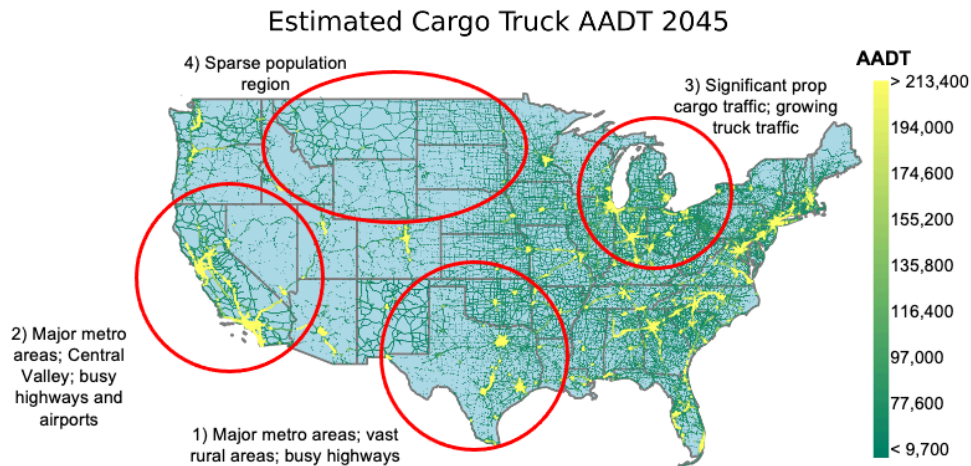 Estimated Cargo Truck AADT 2045
4) Sparse population
region
3) Significant prop
cargo traffic; growing
truck traffic
AADT
> 213,400
194,000
174,600
155,200
135,800
116,400
97,000
77,600
< 9,700
2) Major metro
areas; Central
Valley; busy
highways and
airports
1) Major metro areas; vast
rural areas; busy highways